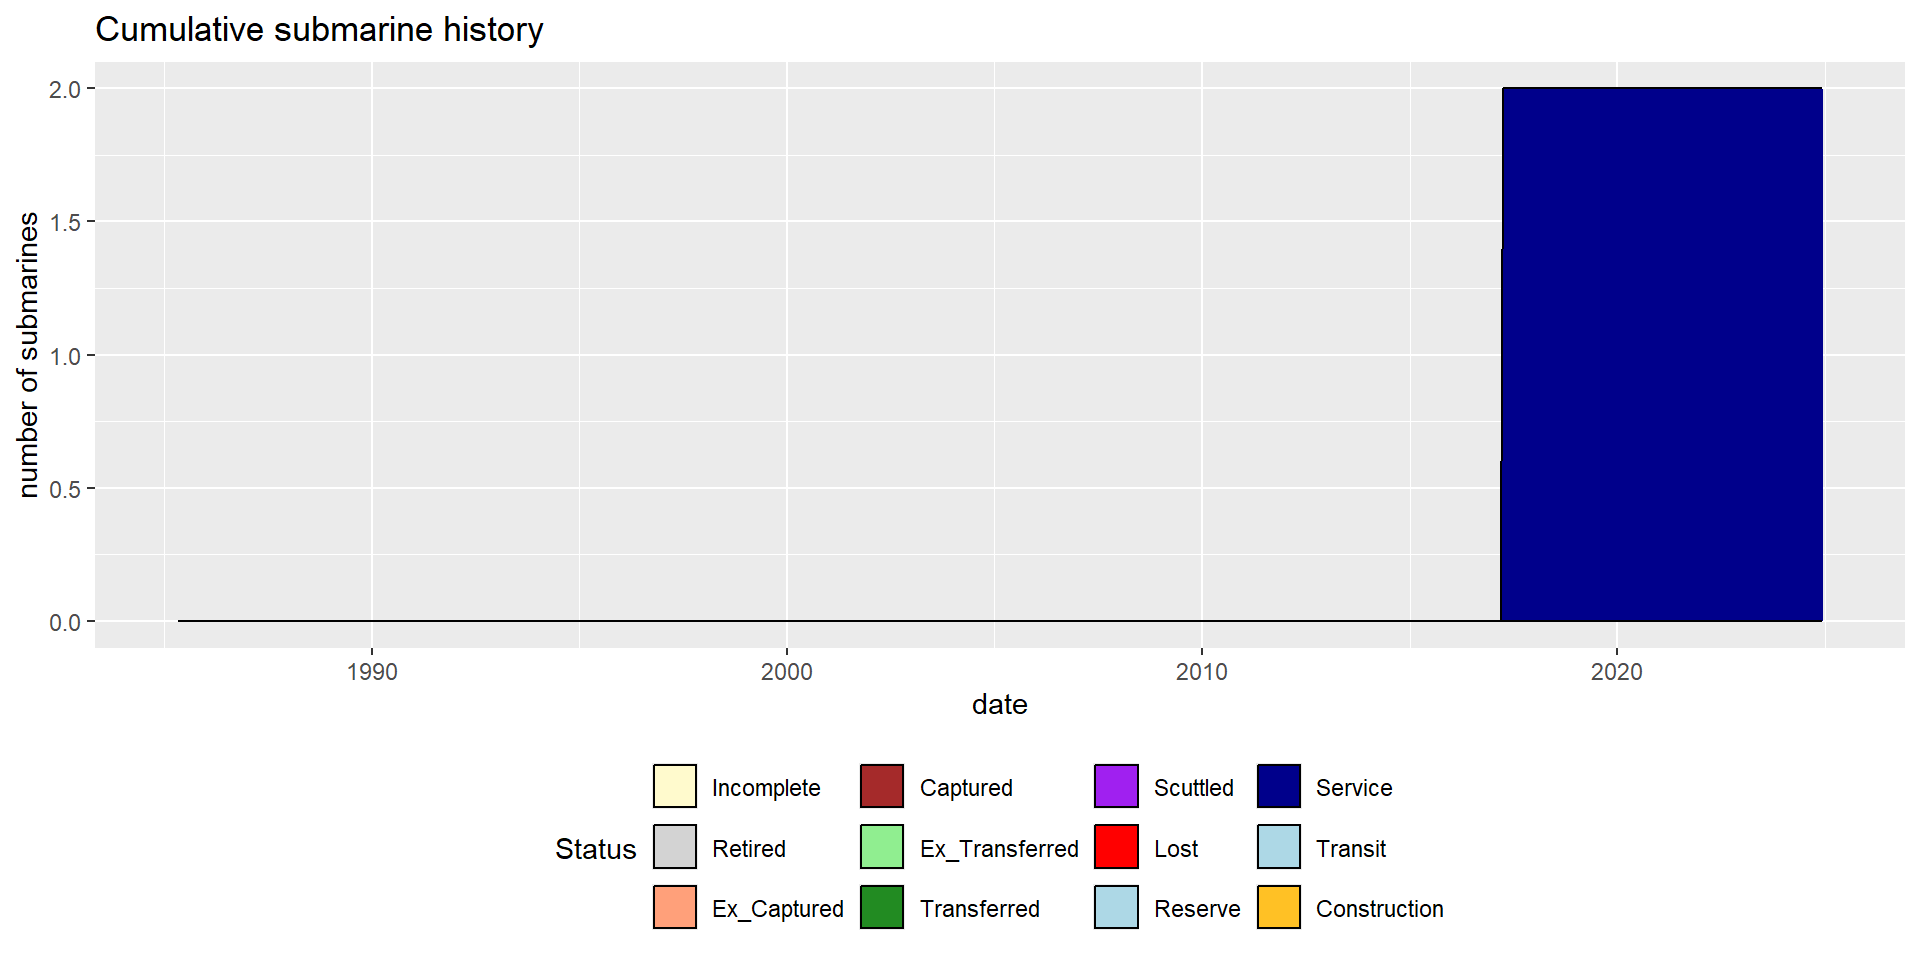 Cumulative submarine history
2.0
1.5
1.0
0.5
0.0
number of submarines
1990 2000 2010 2020
date
Status
Incomplete Captured Scuttled Service
Retired Ex_Transferred Lost Transit
Ex_Captured Transferred Reserve Construction